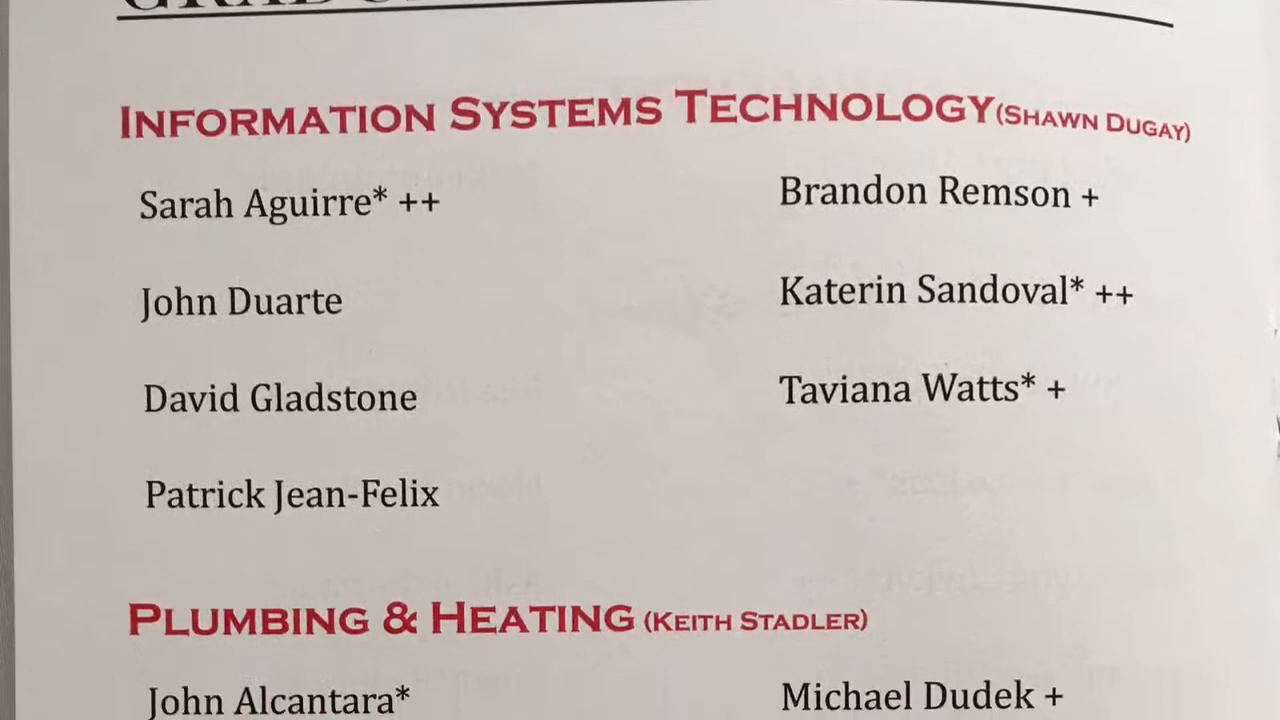 INFORMATION SYSTEMS TECHNOLOGY (SHAWN DUGAY)
Sarah Aguirre* ++
Brandon Remson +
John Duarte
Katerin Sandoval* ++
David Gladstone
Taviana Watts* +
Patrick Jean-Felix
PLUMBING & HEATING (KEITH STADLER)
John Alcantara*
Michael Dudek +